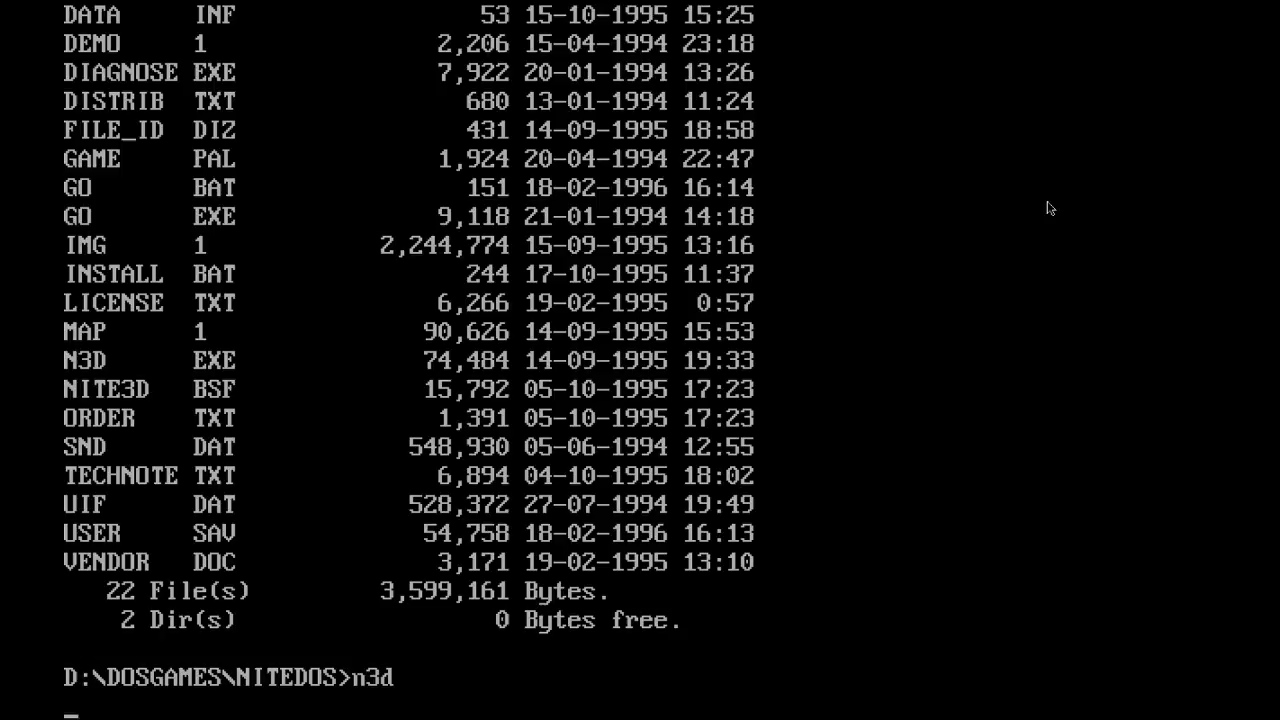 DATA     INF              53 15-10-1995 15:25
DEMO     1             2,206 15-04-1994 23:18
DIAGNOSE EXE           7,922 20-01-1994 13:26
DISTRIB  TXT             680 13-01-1994 11:24
FILE_ID  DIZ             431 14-09-1995 18:58
GAME     PAL           1,924 20-04-1994 22:47
GO       BAT             151 18-02-1996 16:14
GO       EXE           9,118 21-01-1994 14:18
IMG      1         2,244,774 15-09-1995 13:16
INSTALL  BAT             244 17-10-1995 11:37
LICENSE  TXT           6,266 19-02-1995  0:57
MAP      1            90,626 14-09-1995 15:53
N3D      EXE          74,484 14-09-1995 19:33
NITE3D   BSF          15,792 05-10-1995 17:23
ORDER    TXT           1,391 05-10-1995 17:23
SND      DAT         548,930 05-06-1994 12:55
TECHNOTE TXT           6,894 04-10-1995 18:02
UIF      DAT         528,372 27-07-1994 19:49
USER     SAV          54,758 18-02-1996 16:13
VENDOR   DOC           3,171 19-02-1995 13:10
   22 File(s)         3,599,161 Bytes.
    2 Dir(s)                  0 Bytes free.
D:\DOSGAMES\NITEDOS>n3d